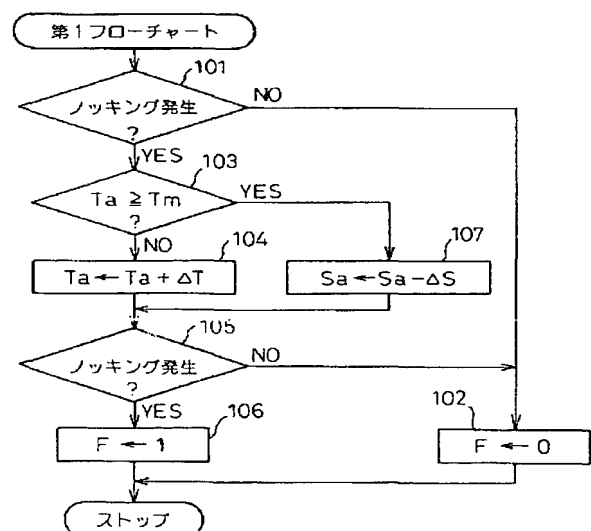 第1フローチャート
101
ノッキング発生
?
NO
YES
103
Ta ≧ Tm
?
YES
NO
104
Ta ← Ta + ΔT
107
Sa ← Sa - ΔS
105
ノッキング発生
?
NO
YES
106
F ← 1
102
F ← 0
ストップ